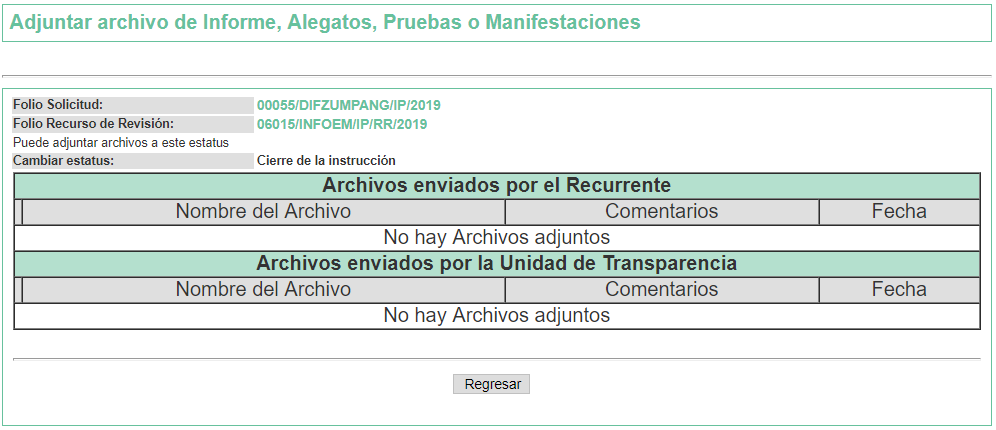 Adjuntar archivo de Informe, Alegatos, Pruebas o Manifestaciones
Folio Solicitud: 00055/DIFZUMPANG/IP/2019
Folio Recurso de Revisión: 06015/INFOEM/IP/RR/2019
Puede adjuntar archivos a este estatus
Cambiar estatus: Cierre de la instrucción
Archivos enviados por el Recurrente
Nombre del Archivo Comentarios Fecha
No hay Archivos adjuntos
Archivos enviados por la Unidad de Transparencia
Nombre del Archivo Comentarios Fecha
No hay Archivos adjuntos
Regresar